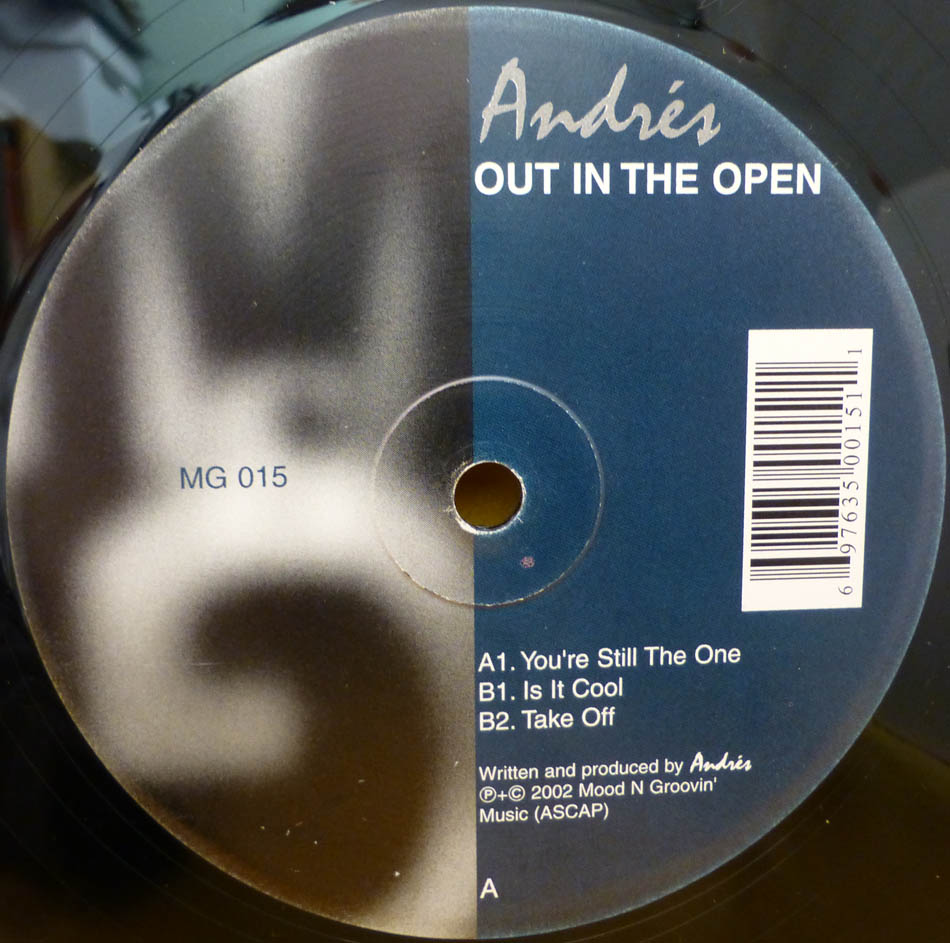 Andrés
OUT IN THE OPEN
MG 015
6 97635 00151 1
A1. You're Still The One
B1. Is It Cool
B2. Take Off
Written and produced by Andrés
℗+© 2002 Mood N Groovin'
Music (ASCAP)
A